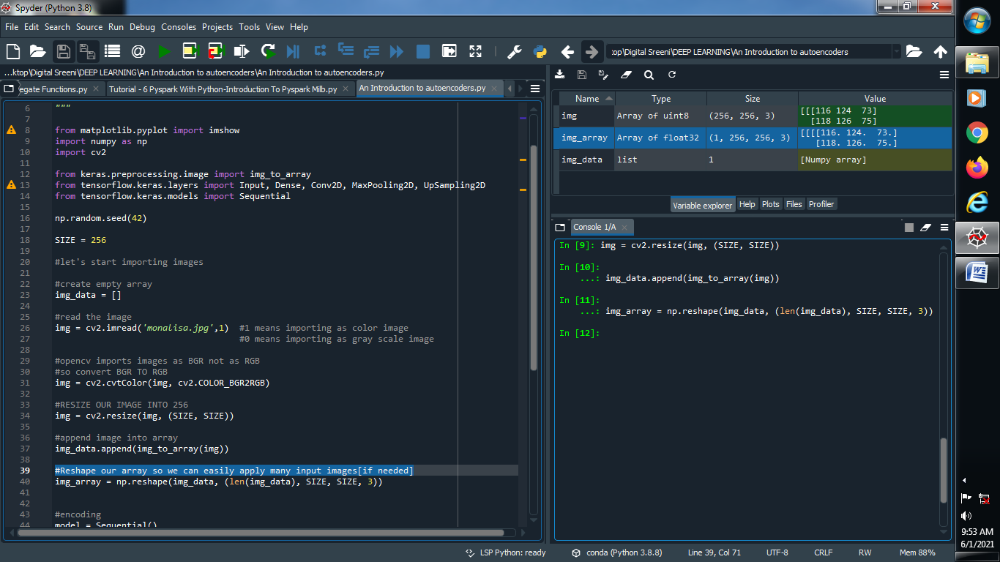 Spyder (Python 3.8)
File Edit Search Source Run Debug Consoles Projects Tools View Help
:op\Digital Sreeni\DEEP LEARNING\An Introduction to autoencoders
...ktop\Digital Sreeni\DEEP LEARNING\An Introduction to autoencoders\An Introduction to autoencoders.py
egate Functions.py Tutorial - 6 Pyspark With Python-Introduction To Pyspark Milb.py An Introduction to autoencoders.py
6 """
7
8 from matplotlib.pyplot import imshow
9 import numpy as np
10 import cv2
11
12 from keras.preprocessing.image import img_to_array
13 from tensorflow.keras.layers import Input, Dense, Conv2D, MaxPooling2D, UpSampling2D
14 from tensorflow.keras.models import Sequential
15
16 np.random.seed(42)
17
18 SIZE = 256
19
20 #let's start importing images
21
22 #create empty array
23 img_data = []
24
25 #read the image
26 img = cv2.imread('monalisa.jpg',1) #1 means importing as color image
27 #0 means importing as gray scale image
28
29 #opencv imports images as BGR not as RGB
30 #so convert BGR TO RGB
31 img = cv2.cvtColor(img, cv2.COLOR_BGR2RGB)
32
33 #RESIZE OUR IMAGE INTO 256
34 img = cv2.resize(img, (SIZE, SIZE))
35
36 #append image into array
37 img_data.append(img_to_array(img))
38
39 #Reshape our array so we can easily apply many input images[if needed]
40 img_array = np.reshape(img_data, (len(img_data), SIZE, SIZE, 3))
41
42
43 #encoding
44 model = Sequential()
Name Type Size Value
img Array of uint8 (256, 256, 3) [[[116 124 73]
[118 126 75]
img_array Array of float32 (1, 256, 256, 3) [[[[116. 124. 73.]
[118. 126. 75.]
img_data list 1 [Numpy array]
Variable explorer Help Plots Files Profiler
Console 1/A
In [9]: img = cv2.resize(img, (SIZE, SIZE))
In [10]:
...: img_data.append(img_to_array(img))
In [11]:
...: img_array = np.reshape(img_data, (len(img_data), SIZE, SIZE, 3))
In [12]:
LSP Python: ready conda (Python 3.8.8) Line 39, Col 71 UTF-8 CRLF RW Mem 88%
9:53 AM
6/1/2021